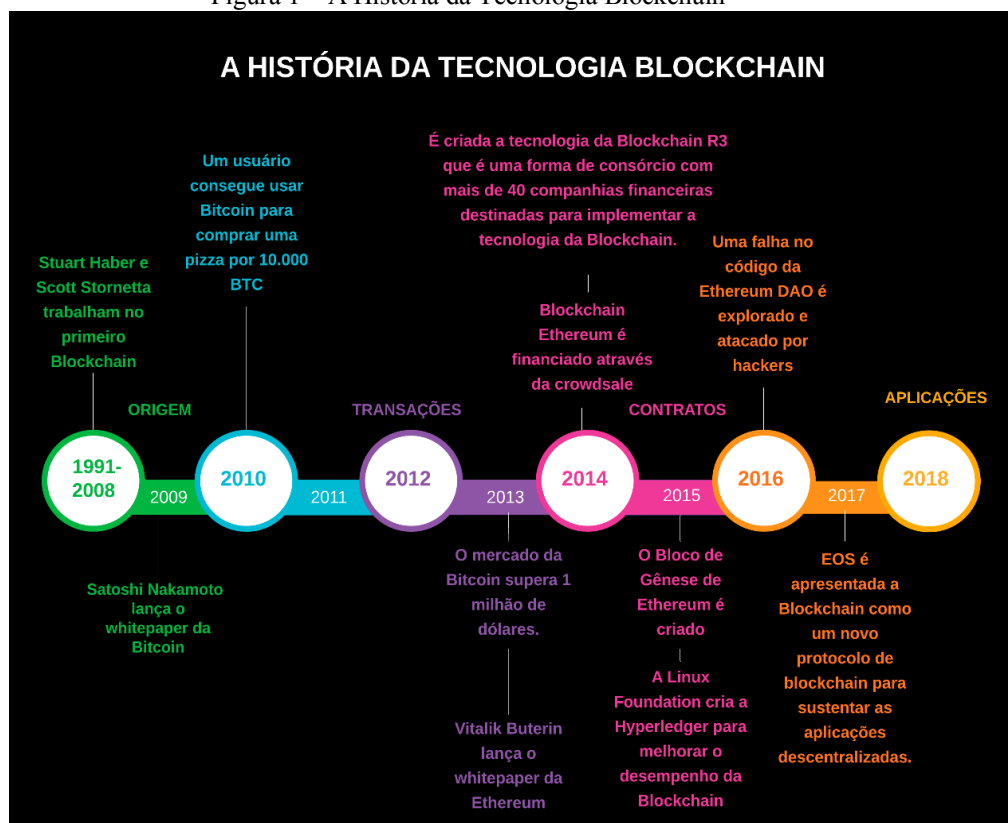 Figura 1 – A História da Tecnologia Blockchain
A HISTÓRIA DA TECNOLOGIA BLOCKCHAIN
Stuart Haber e
Scott Stornetta
trabalham no
primeiro
Blockchain
Um usuário
consegue usar
Bitcoin para
comprar uma
pizza por 10.000
BTC
É criada a tecnologia da Blockchain R3
que é uma forma de consórcio com
mais de 40 companhias financeiras
destinadas para implementar a
tecnologia da Blockchain.
Blockchain
Ethereum é
financiado através
da crowdsale
Uma falha no
código da
Ethereum DAO é
explorado e
atacado por
hackers
ORIGEM
TRANSAÇÕES
CONTRATOS
APLICAÇÕES
1991-
2008
2009
2010
2011
2012
2013
2014
2015
2016
2017
2018
Satoshi Nakamoto
lança o
whitepaper da
Bitcoin
O mercado da
Bitcoin supera 1
milhão de
dólares.
Vitalik Buterin
lança o
whitepaper da
Ethereum
O Bloco de
Gênese de
Ethereum é
criado
A Linux
Foundation cria a
Hyperledger para
melhorar o
desempenho da
Blockchain
EOS é
apresentada a
Blockchain como
um novo
protocolo de
blockchain para
sustentar as
aplicações
descentralizadas.